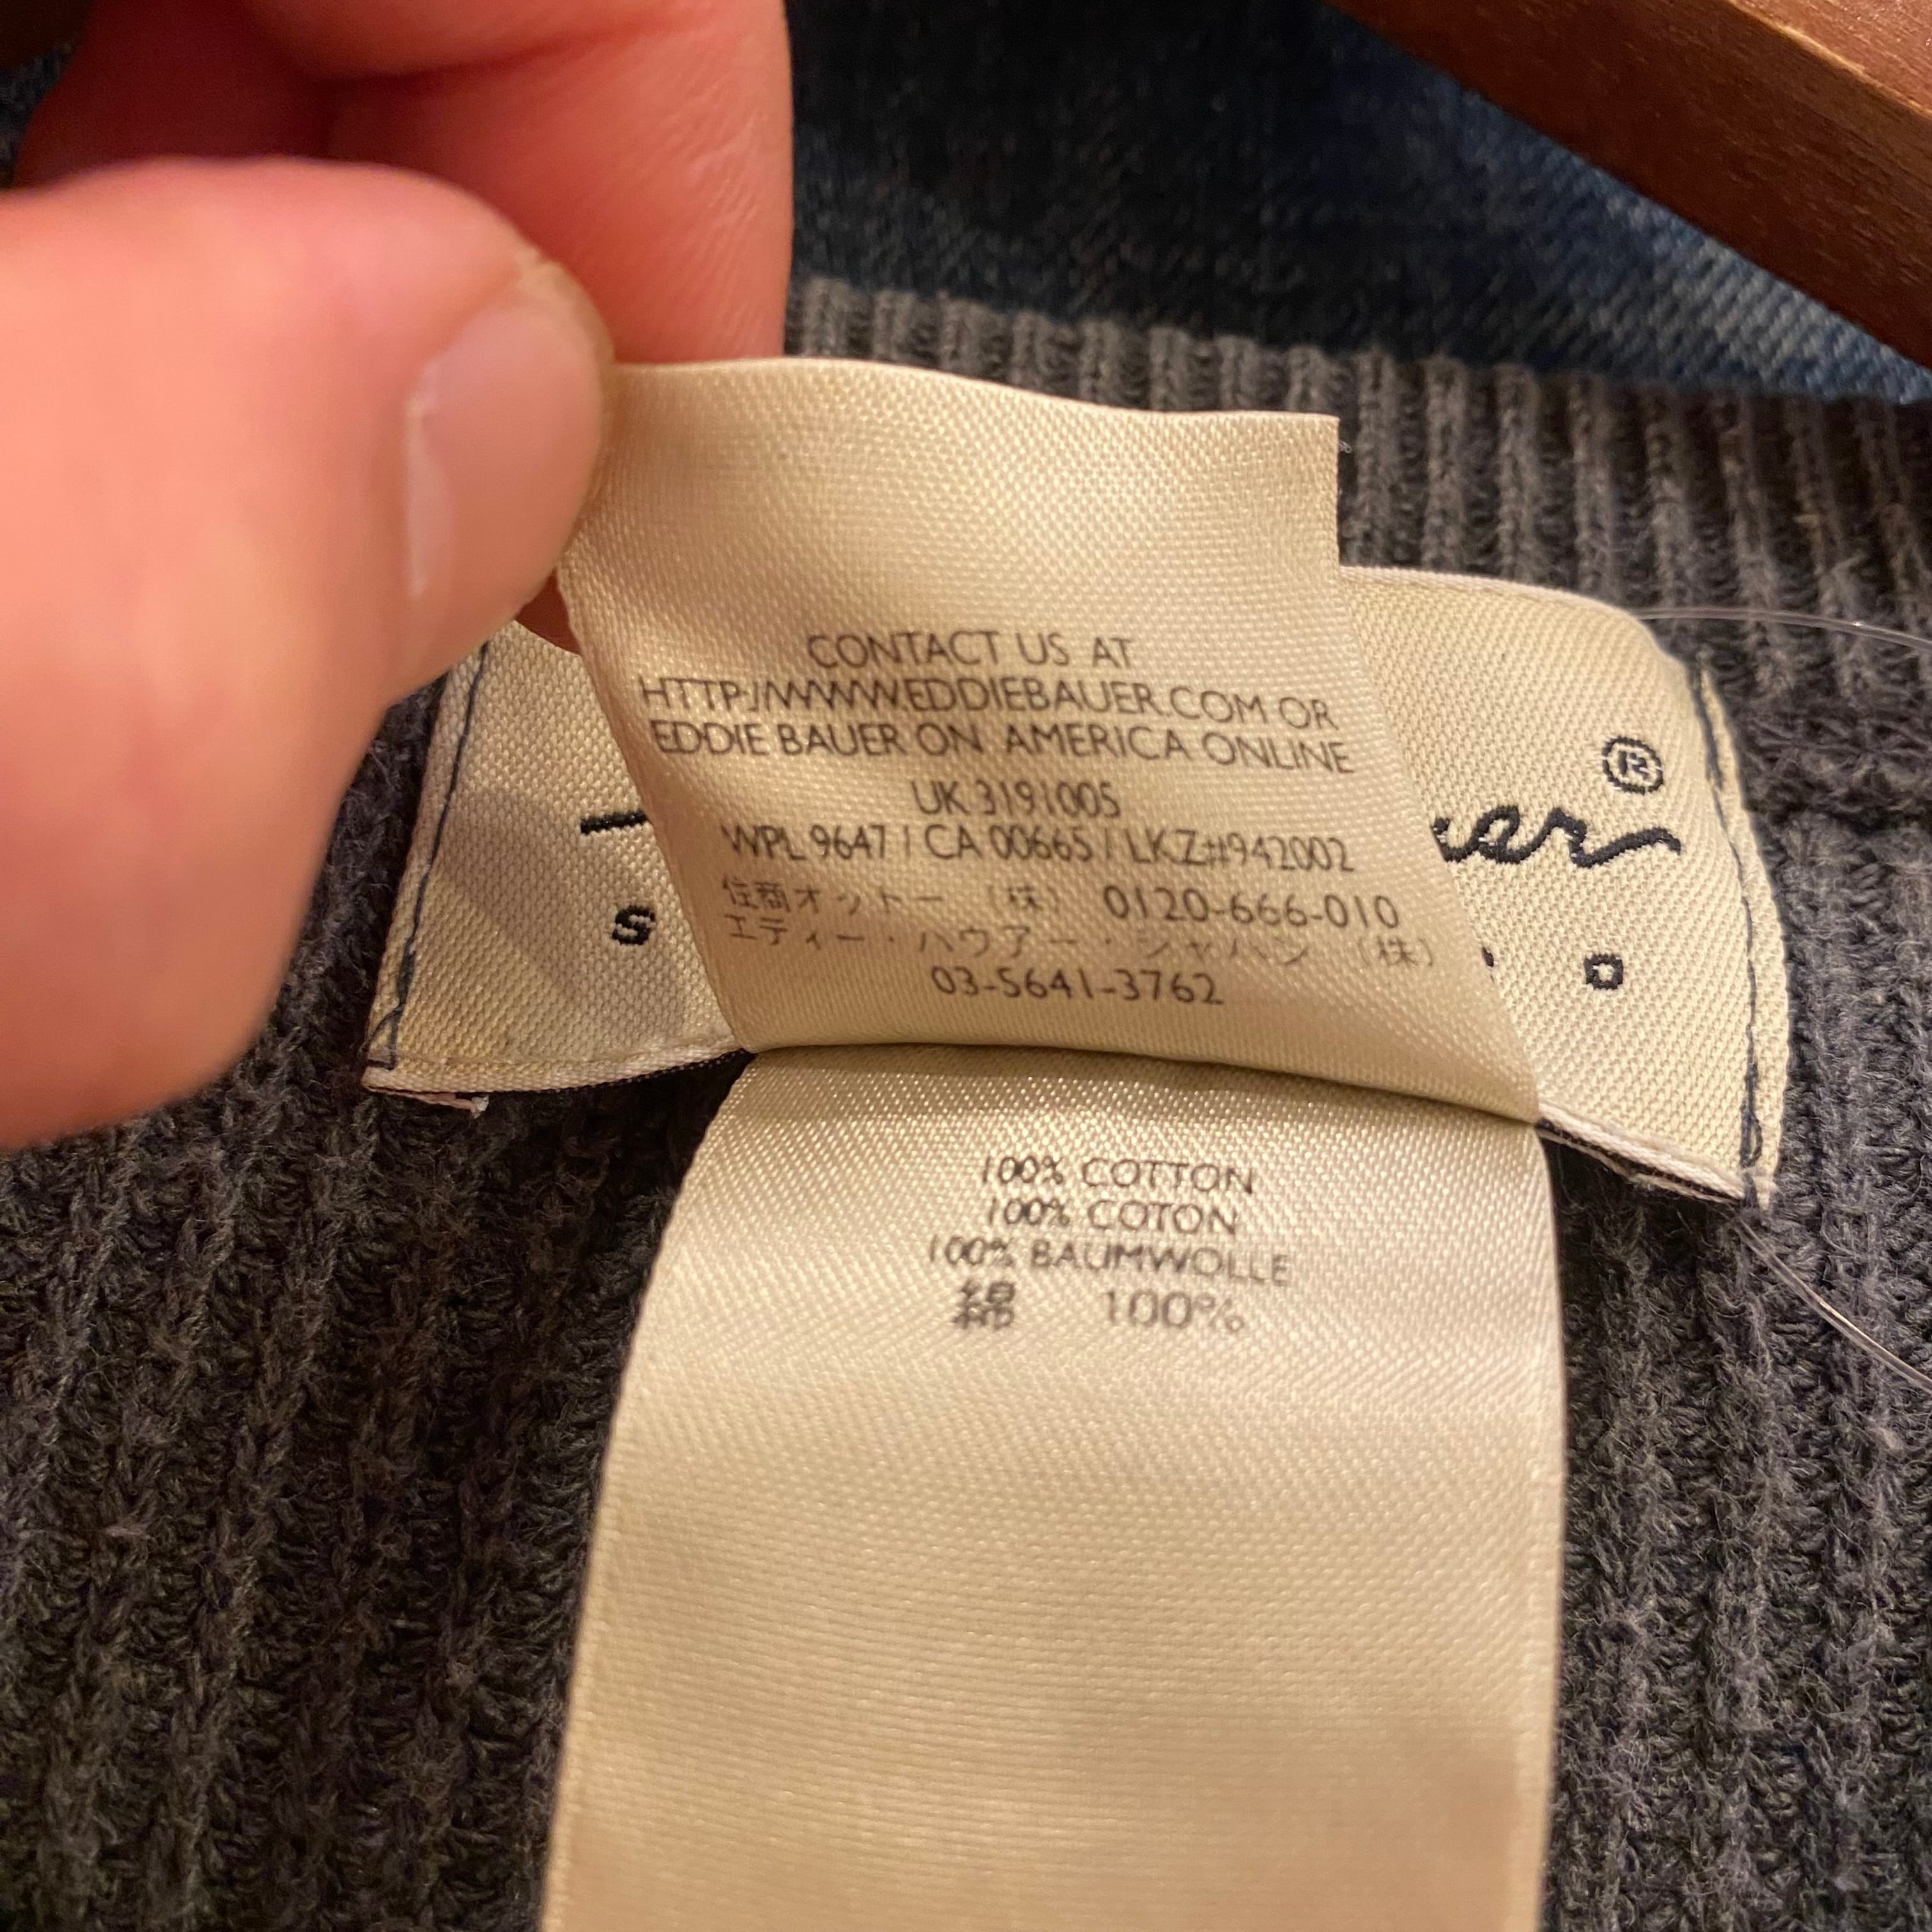 CONTACT US AT
HTTP://WWW.EDDIEBAUER.COM OR
EDDIE BAUER ON AMERICA ONLINE
UK 3191005
WPL 9647 / CA 00665 / LKZ#942002
住商オットー （株） 0120-666-010
エディー・バウアー・ジャパン （株）
03-5641-3762
®
100% COTTON
100% COTON
100% BAUMWOLLE
綿 100%